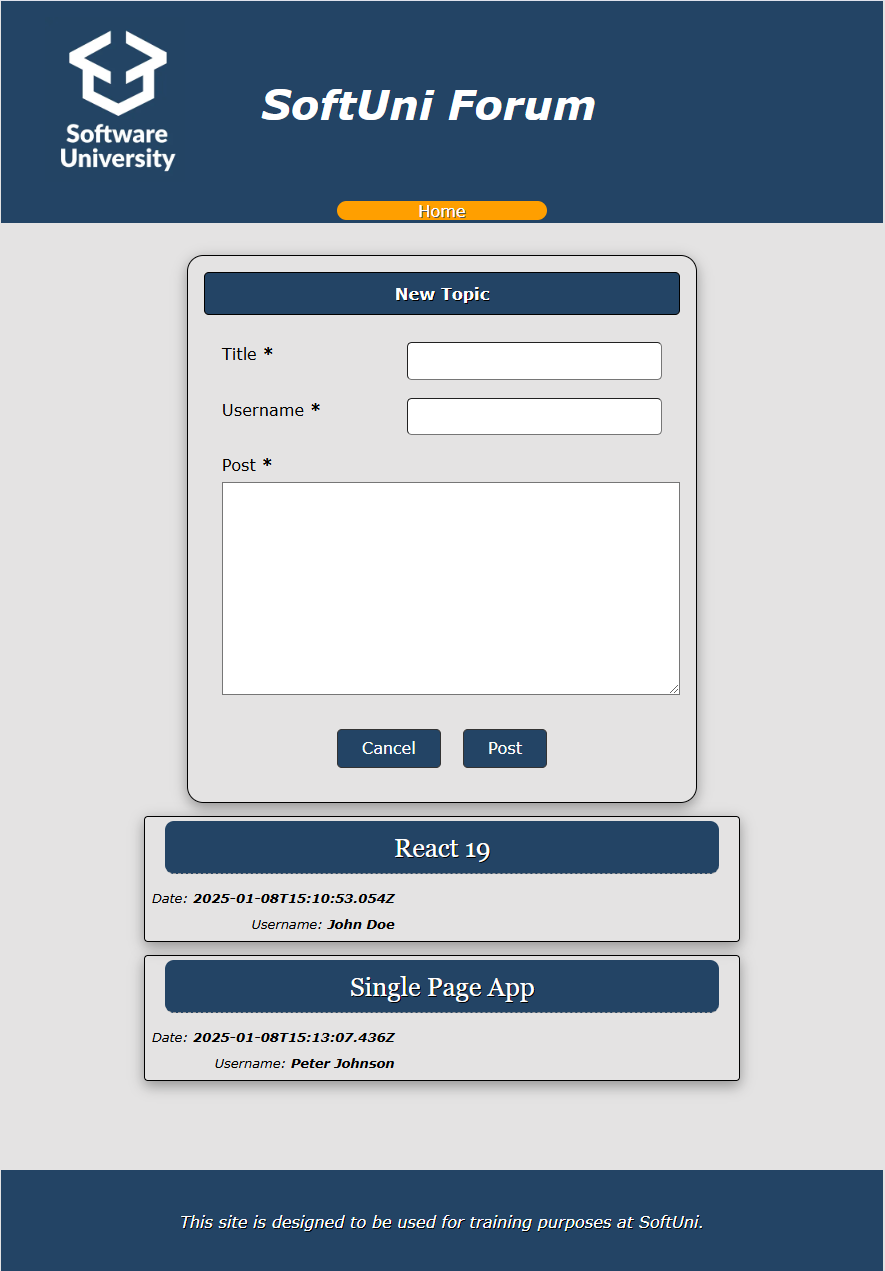 Software
University
SoftUni Forum
Home
New Topic
Title *
Username *
Post *
Cancel Post
React 19
Date: 2025-01-08T15:10:53.054Z
Username: John Doe
Single Page App
Date: 2025-01-08T15:13:07.436Z
Username: Peter Johnson
This site is designed to be used for training purposes at SoftUni.